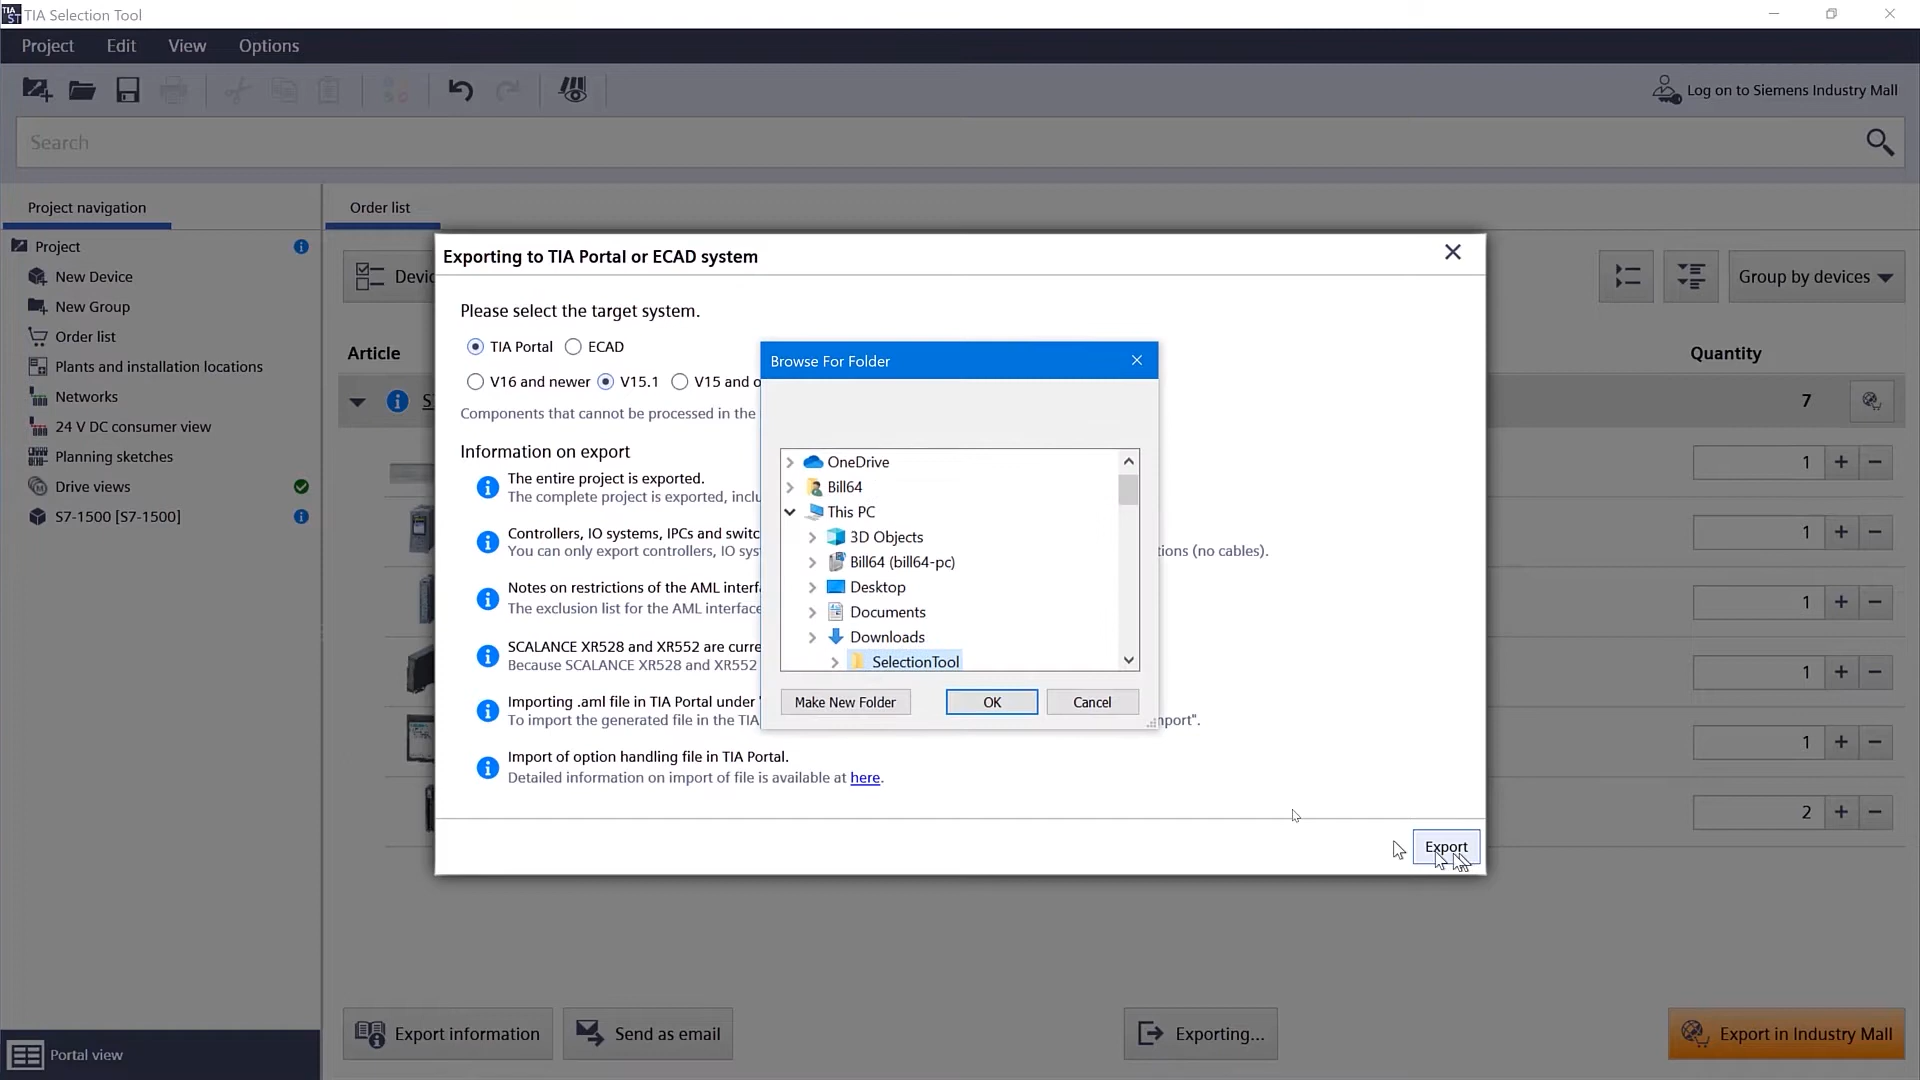 TIA Selection Tool
Project Edit View Options
Log on to Siemens Industry Mall
Search
Project navigation
Order list
Project
New Device
New Group
Order list
Plants and installation locations
Networks
24 V DC consumer view
Planning sketches
Drive views
S7-1500 [S7-1500]
Portal view
Group by devices
Article
Quantity
7
1
1
1
1
1
2
Exporting to TIA Portal or ECAD system
Please select the target system.
TIA Portal ECAD
V16 and newer V15.1 V15 and
Components that cannot be processed in the
Information on export
The entire project is exported.
The complete project is exported,
Controllers, IO systems, IPCs and
You can only export controllers, IO (no cables).
Notes on restrictions of the AML
The exclusion list for the AML interface
SCALANCE XR528 and XR552 are
Because SCALANCE XR528 and XR552
Importing .aml file in TIA Portal under "
To import the generated file in the TIA
Import of option handling file in TIA Portal.
Detailed information on import of file is available at here.
Export
Browse For Folder
OneDrive
Bill64
This PC
3D Objects
Bill64 (bill64-pc)
Desktop
Documents
Downloads
SelectionTool
Make New Folder OK Cancel
Export information Send as email Exporting... Export in Industry Mall